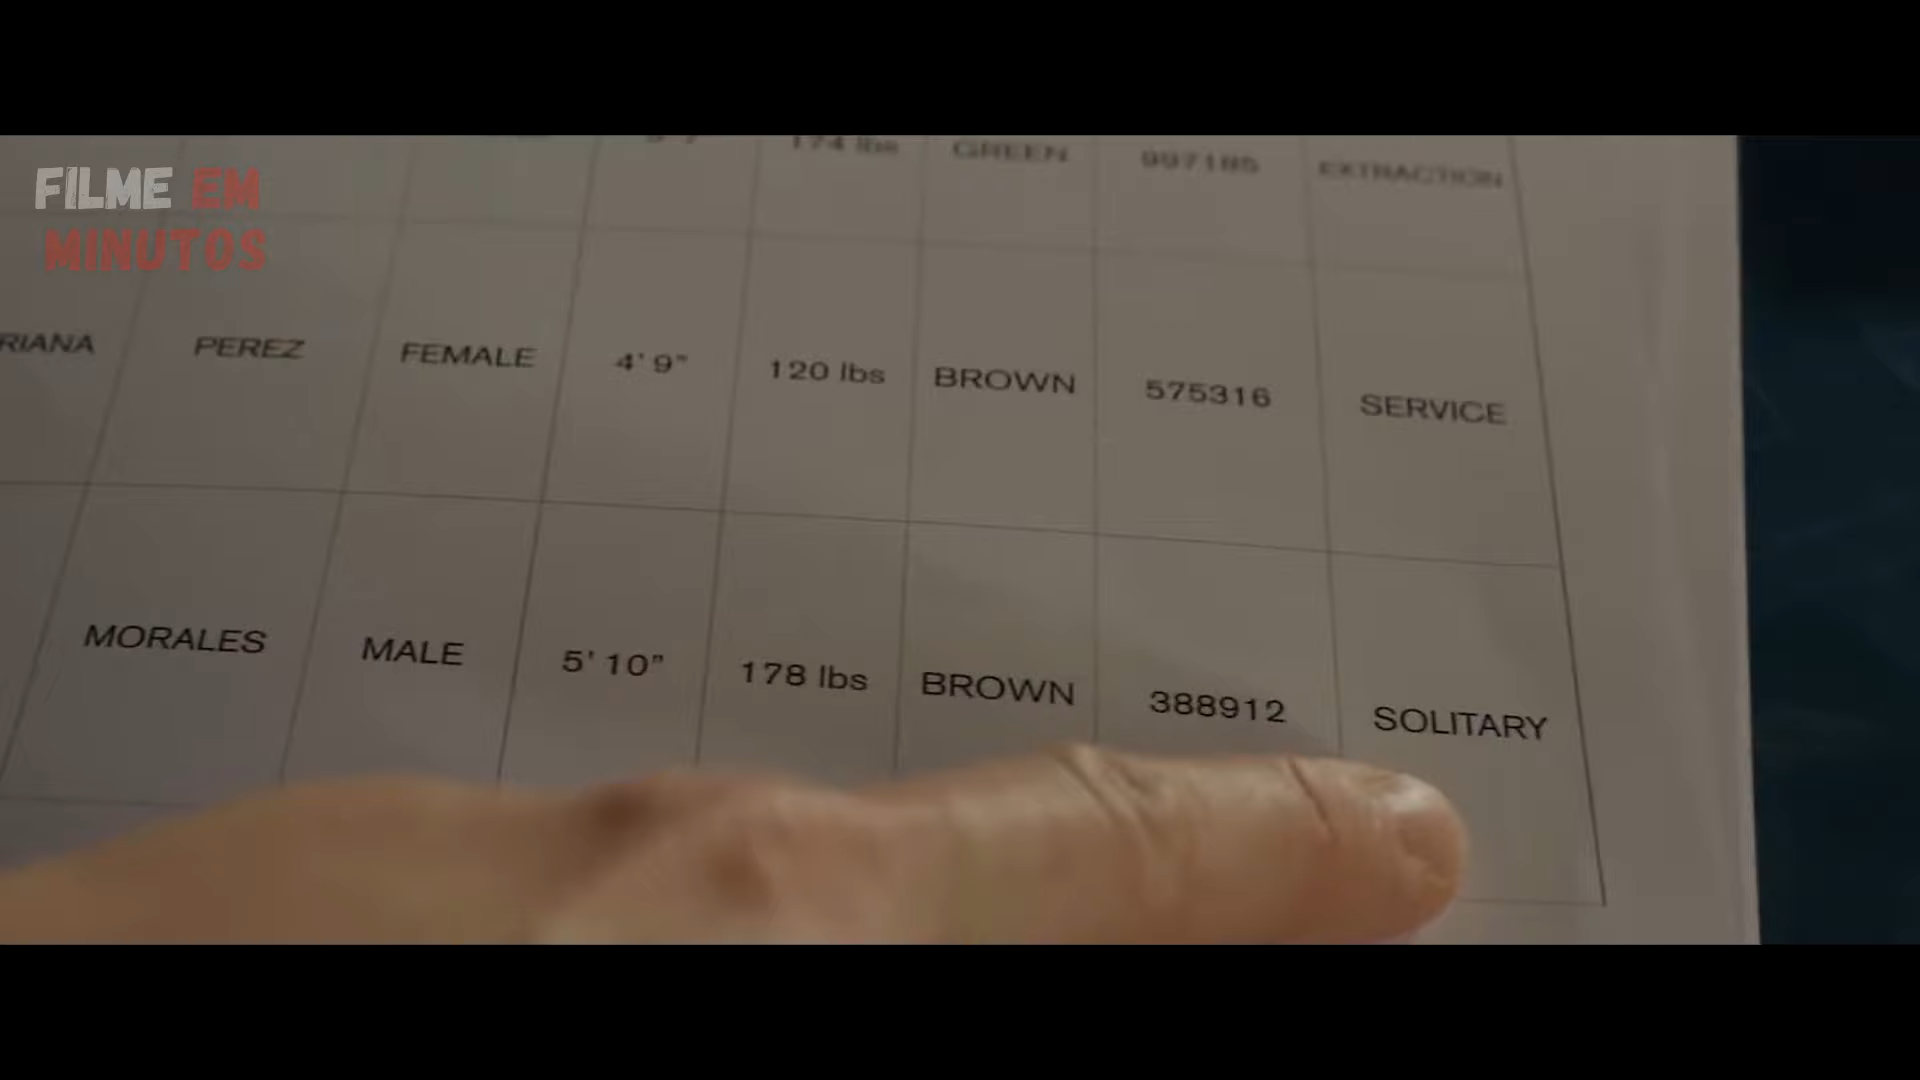 FILME EM
MINUTOS
174 lbs GREEN 997185 EXTRACTION
RIANA PEREZ FEMALE 4' 9" 120 lbs BROWN 575316 SERVICE
MORALES MALE 5' 10" 178 lbs BROWN 388912 SOLITARY